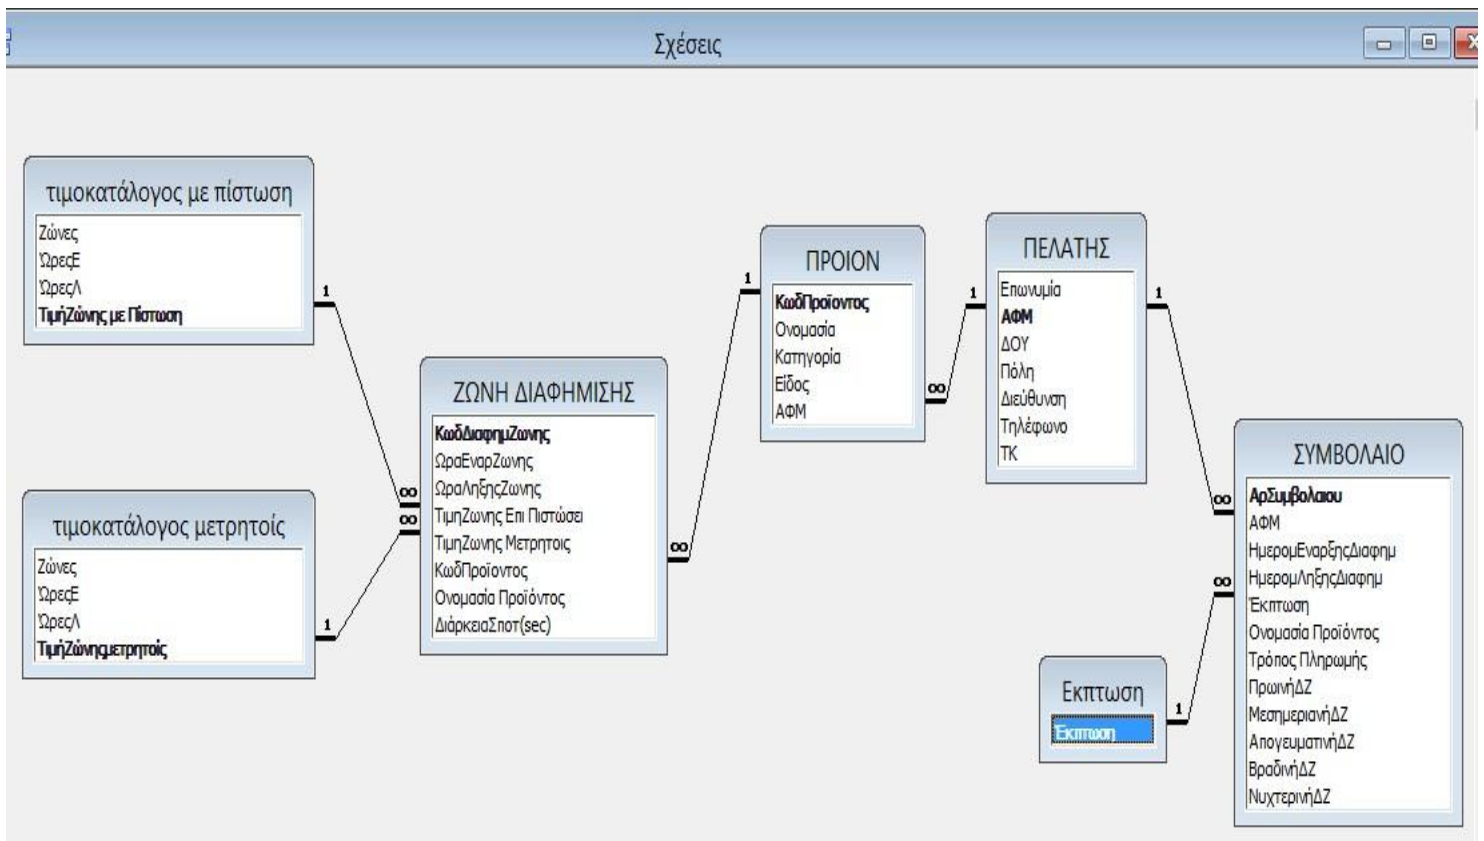 Σχέσεις
τιμοκατάλογος με πίστωση
Ζώνες
ΏρεςΕ
ΏρεςΛ
ΤιμήΖώνης με Πίστωση
1
τιμοκατάλογος μετρητοίς
Ζώνες
ΏρεςΕ
ΏρεςΛ
ΤιμήΖώνηςμετρητοίς
1
ΖΩΝΗ ΔΙΑΦΗΜΙΣΗΣ
ΚωδΔιαφημΖωνης
ΩραΕναρΖωνης
ΩραΛηξηςΖωνης
ΤιμηΖωνης Επι Πιστώσει
ΤιμηΖωνης Μετρητοις
ΚωδΠροϊοντος
Ονομασία Προϊόντος
ΔιάρκειαΣποτ(sec)
∞
∞
∞
1
ΠΡΟΙΟΝ
ΚωδΠροϊοντος
Ονομασία
Κατηγορία
Είδος
ΑΦΜ
∞
1
ΠΕΛΑΤΗΣ
Επωνυμία
ΑΦΜ
ΔΟΥ
Πόλη
Διεύθυνση
Τηλέφωνο
ΤΚ
1
Εκπτωση
Έκπτωση
1
ΣΥΜΒΟΛΑΙΟ
ΑρΣυμβολαιου
ΑΦΜ
ΗμερομΕναρξηςΔιαφημ
ΗμερομΛηξηςΔιαφημ
Έκπτωση
Ονομασία Προϊόντος
Τρόπος Πληρωμής
ΠρωινήΔΖ
ΜεσημεριανήΔΖ
ΑπογευματινήΔΖ
ΒραδινήΔΖ
ΝυχτερινήΔΖ
∞
∞